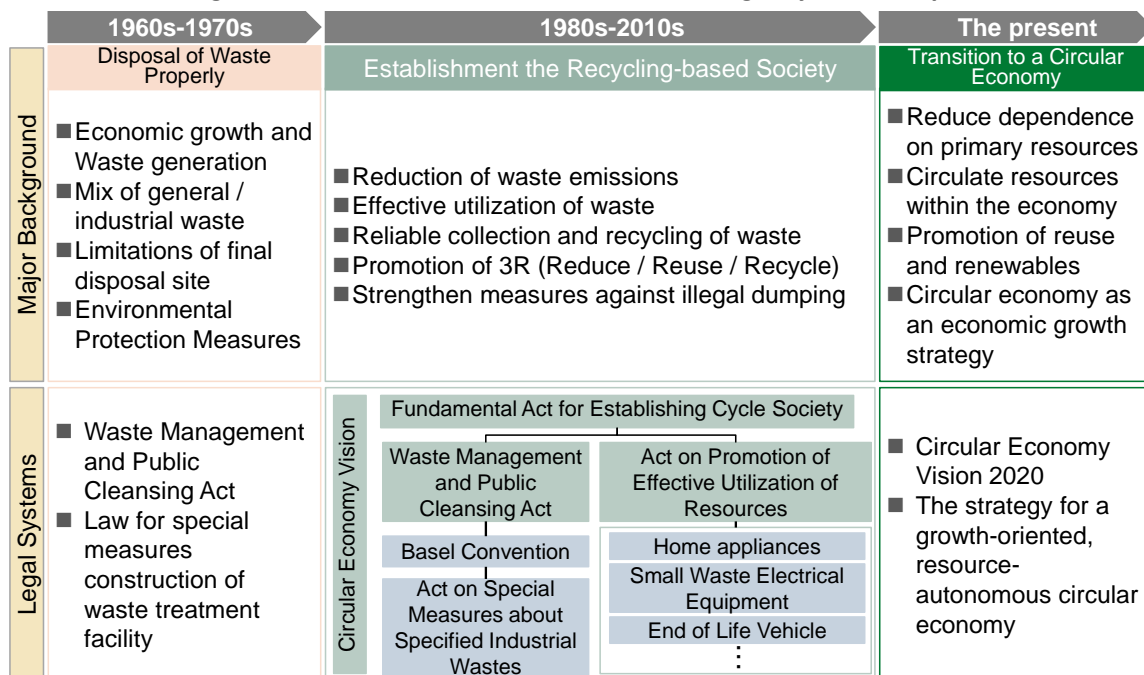 1960s-1970s
1980s-2010s
The present
Major Background
Disposal of Waste
Properly
Establishment the Recycling-based Society
Transition to a Circular
Economy
■Economic growth and
Waste generation
■Mix of general /
industrial waste
■Limitations of final
disposal site
■Environmental
Protection Measures
■Reduction of waste emissions
■Effective utilization of waste
■Reliable collection and recycling of waste
■Promotion of 3R (Reduce / Reuse / Recycle)
■Strengthen measures against illegal dumping
■Reduce dependence
on primary resources
■Circulate resources
within the economy
■Promotion of reuse
and renewables
■Circular economy as
an economic growth
strategy
Legal Systems
■ Waste Management
and Public
Cleansing Act
■ Law for special
measures
construction of
waste treatment
facility
Circular Economy Vision
Fundamental Act for Establishing Cycle Society
Waste Management
and Public
Cleansing Act
Basel Convention
Act on Special
Measures about
Specified Industrial
Wastes
Act on Promotion of
Effective Utilization of
Resources
Home appliances
Small Waste Electrical
Equipment
End of Life Vehicle
⋮
■ Circular Economy
Vision 2020
■ The strategy for a
growth-oriented,
resource-
autonomous circular
economy